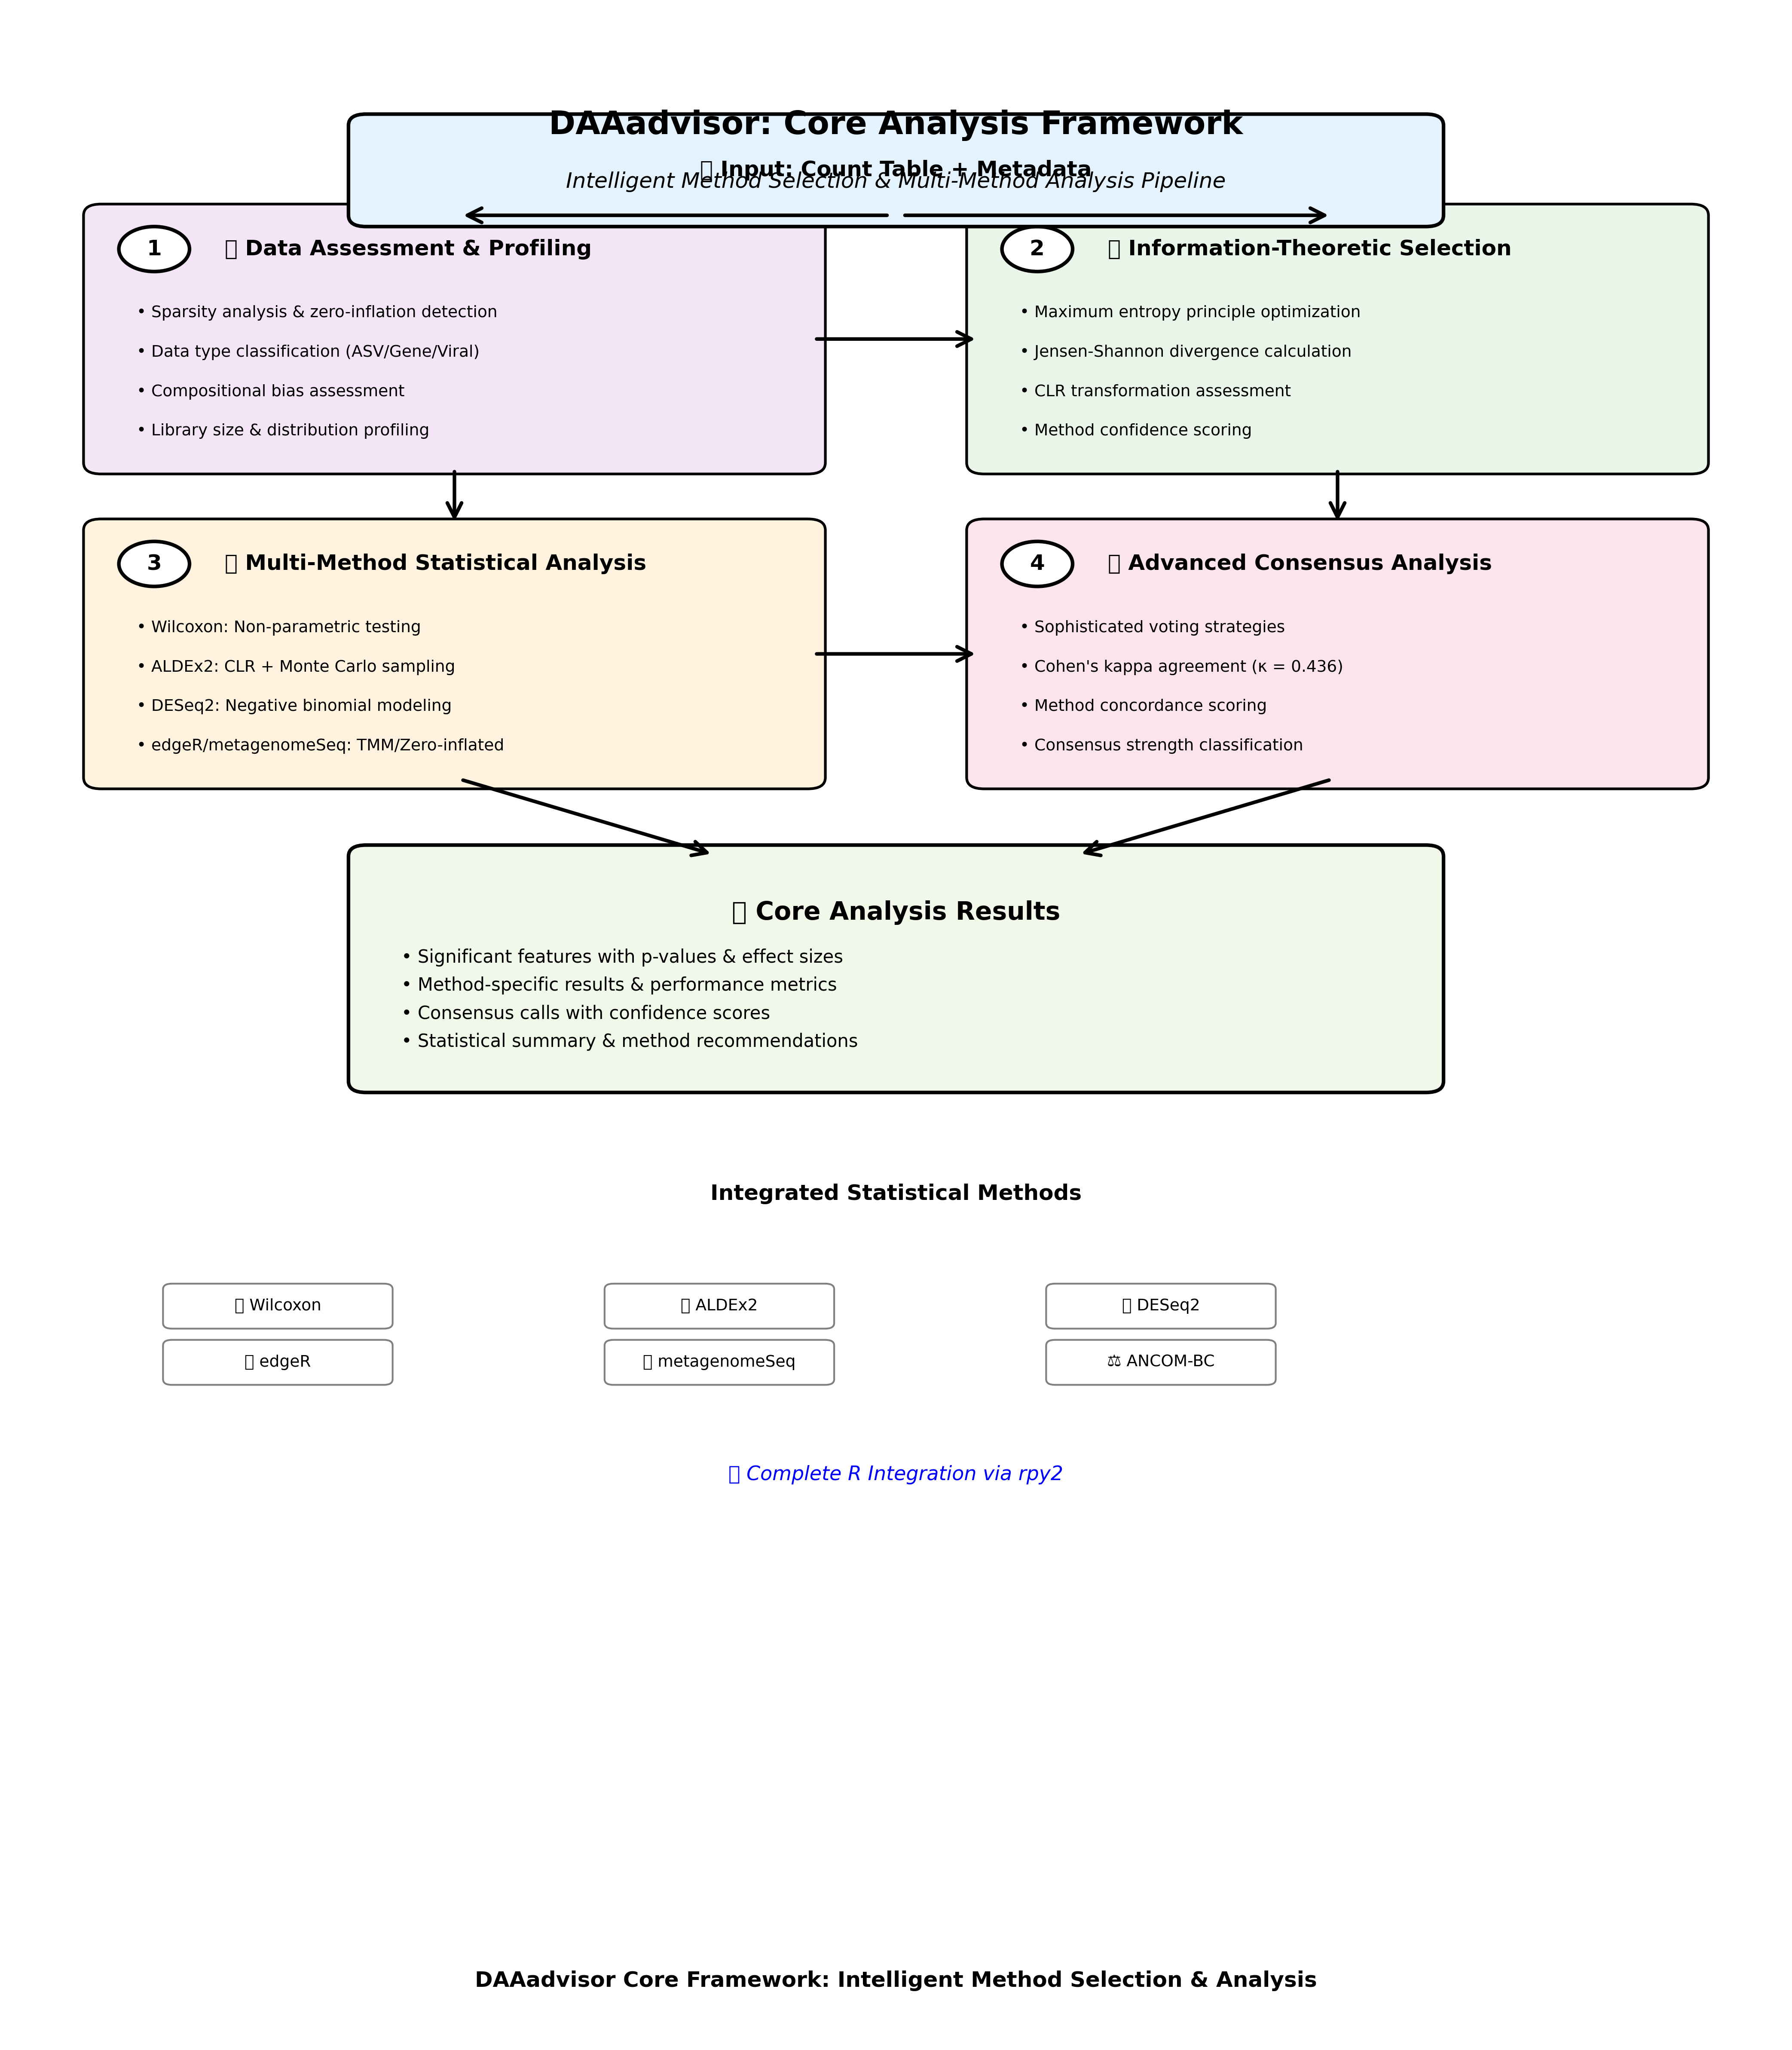 DAAadvisor: Core Analysis Framework
Input: Count Table + Metadata
Intelligent Method Selection & Multi-Method Analysis Pipeline
1 Data Assessment & Profiling
• Sparsity analysis & zero-inflation detection
• Data type classification (ASV/Gene/Viral)
• Compositional bias assessment
• Library size & distribution profiling
2 Information-Theoretic Selection
• Maximum entropy principle optimization
• Jensen-Shannon divergence calculation
• CLR transformation assessment
• Method confidence scoring
3 Multi-Method Statistical Analysis
• Wilcoxon: Non-parametric testing
• ALDEx2: CLR + Monte Carlo sampling
• DESeq2: Negative binomial modeling
• edgeR/metagenomeSeq: TMM/Zero-inflated
4 Advanced Consensus Analysis
• Sophisticated voting strategies
• Cohen's kappa agreement (κ = 0.436)
• Method concordance scoring
• Consensus strength classification
Core Analysis Results
• Significant features with p-values & effect sizes
• Method-specific results & performance metrics
• Consensus calls with confidence scores
• Statistical summary & method recommendations
Integrated Statistical Methods
Wilcoxon
ALDEx2
DESeq2
edgeR
metagenomeSeq
⚖ ANCOM-BC
Complete R Integration via rpy2
DAAadvisor Core Framework: Intelligent Method Selection & Analysis